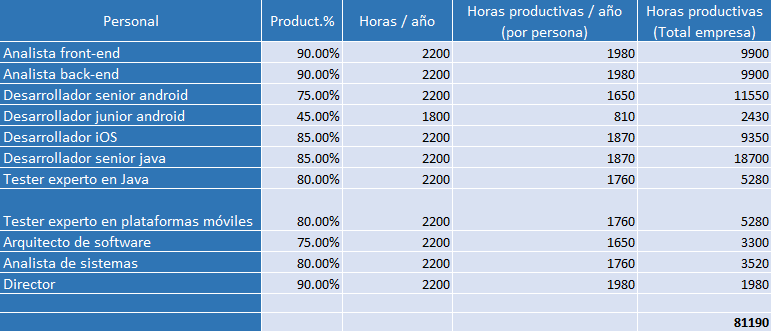 Personal Product.% Horas / año Horas productivas / año (por persona) Horas productivas (Total empresa)
Analista front-end 90.00% 2200 1980 9900
Analista back-end 90.00% 2200 1980 9900
Desarrollador senior android 75.00% 2200 1650 11550
Desarrollador junior android 45.00% 1800 810 2430
Desarrollador iOS 85.00% 2200 1870 9350
Desarrollador senior java 85.00% 2200 1870 18700
Tester experto en Java 80.00% 2200 1760 5280
Tester experto en plataformas móviles 80.00% 2200 1760 5280
Arquitecto de software 75.00% 2200 1650 3300
Analista de sistemas 80.00% 2200 1760 3520
Director 90.00% 2200 1980 1980
81190